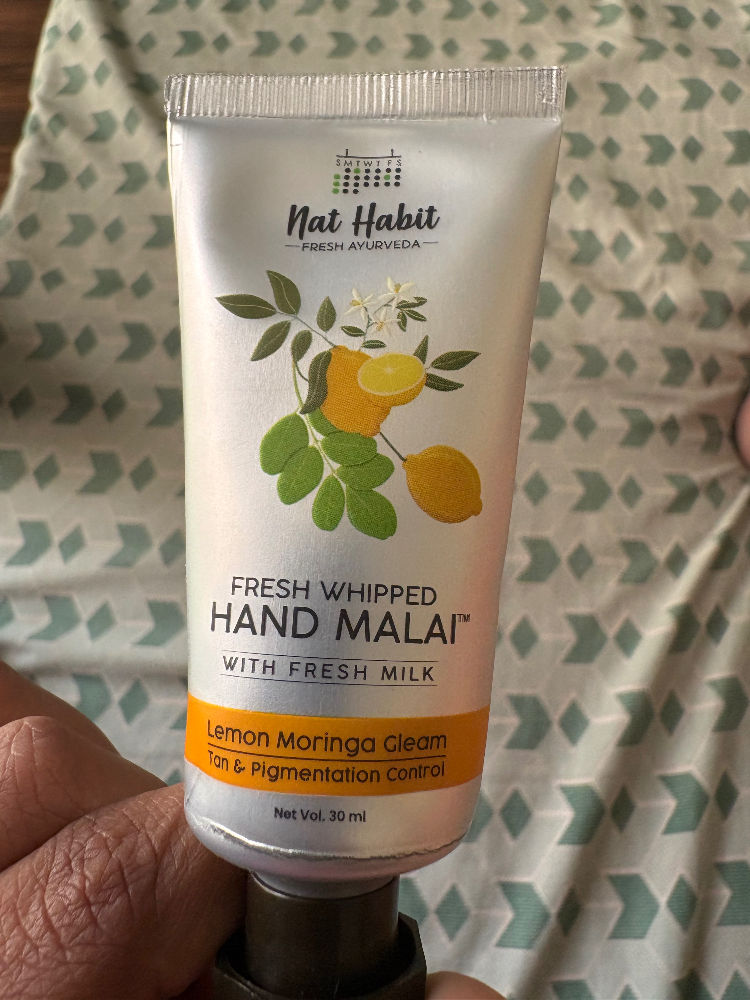 SMTWTFS
Nat Habit
FRESH AYURVEDA
FRESH WHIPPED
HAND MALAI™
WITH FRESH MILK
Lemon Moringa Gleam
Tan & Pigmentation Control
Net Vol. 30 ml